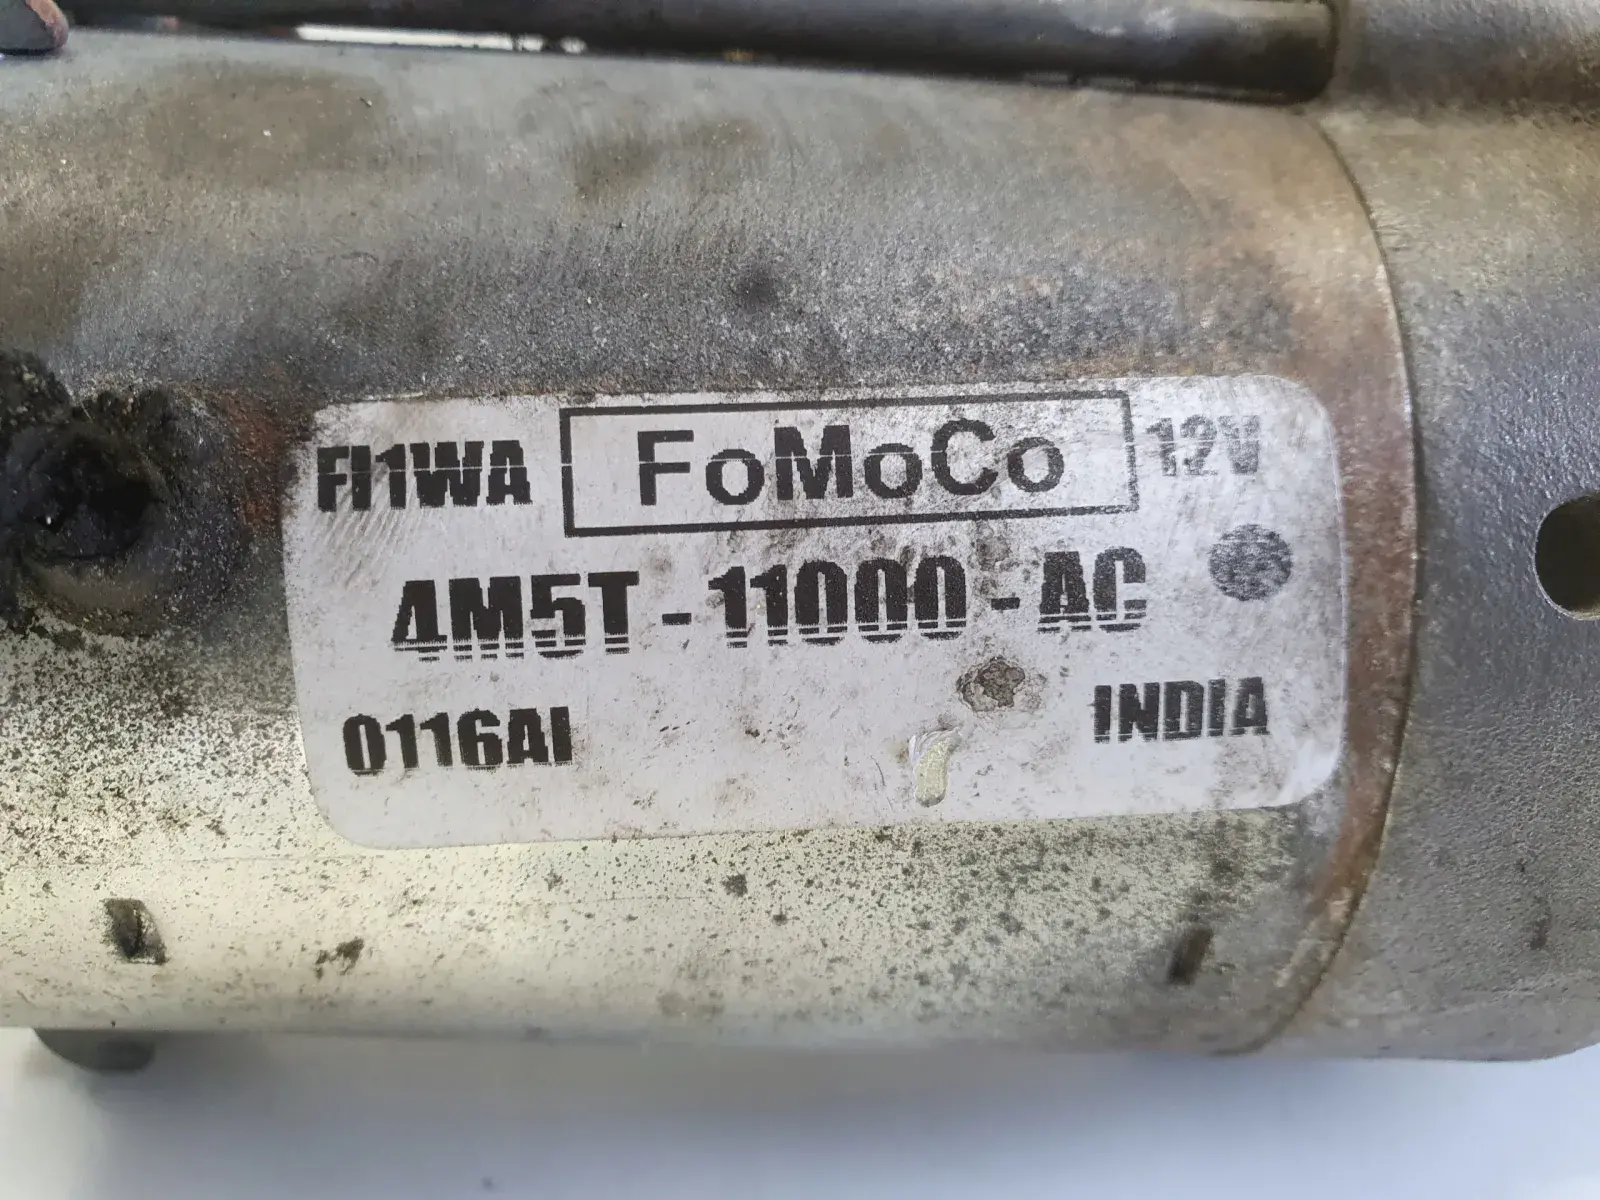 FI1WA FoMoCo 12V
4M5T-11000-AC
0116AI INDIA